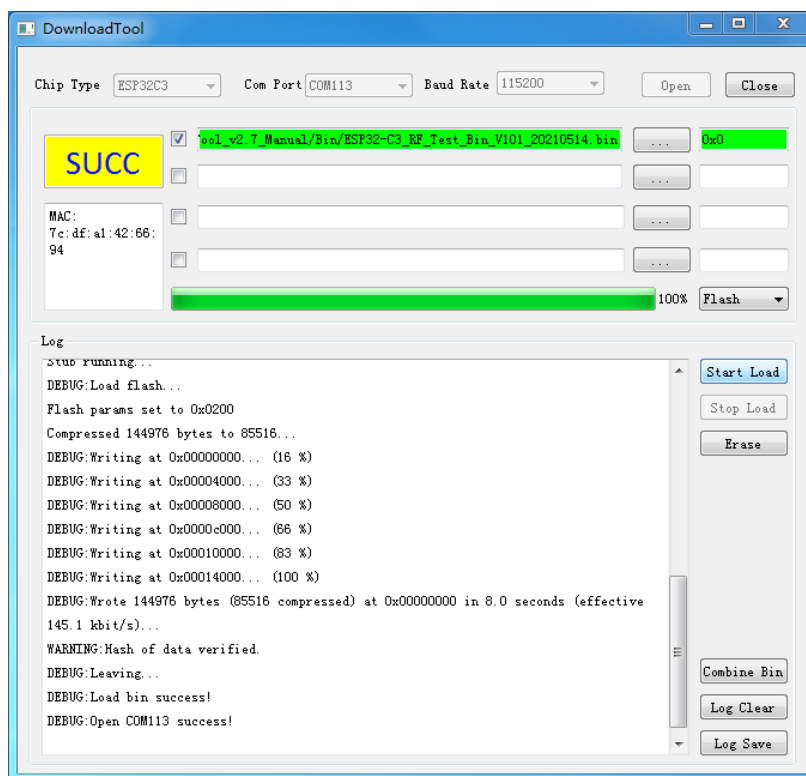 DownloadTool
Chip Type ESP32C3 Com Port COM113 Baud Rate 115200 Open Close
SUCC
ool_v2.7_Manual/Bin/ESP32-C3_RF_Test_Bin_V101_20210514.bin ... 0x0
...
MAC:
7c:df:a1:42:66:
94
...
...
100% Flash
Log
Stub running...
DEBUG:Load flash...
Flash params set to 0x0200
Compressed 144976 bytes to 85516...
DEBUG:Writing at 0x00000000... (16 %)
DEBUG:Writing at 0x00004000... (33 %)
DEBUG:Writing at 0x00008000... (50 %)
DEBUG:Writing at 0x0000c000... (66 %)
DEBUG:Writing at 0x00010000... (83 %)
DEBUG:Writing at 0x00014000... (100 %)
DEBUG:Wrote 144976 bytes (85516 compressed) at 0x00000000 in 8.0 seconds (effective
145.1 kbit/s)...
WARNING:Hash of data verified.
DEBUG:Leaving...
DEBUG:Load bin success!
DEBUG:Open COM113 success!
Start Load
Stop Load
Erase
Combine Bin
Log Clear
Log Save